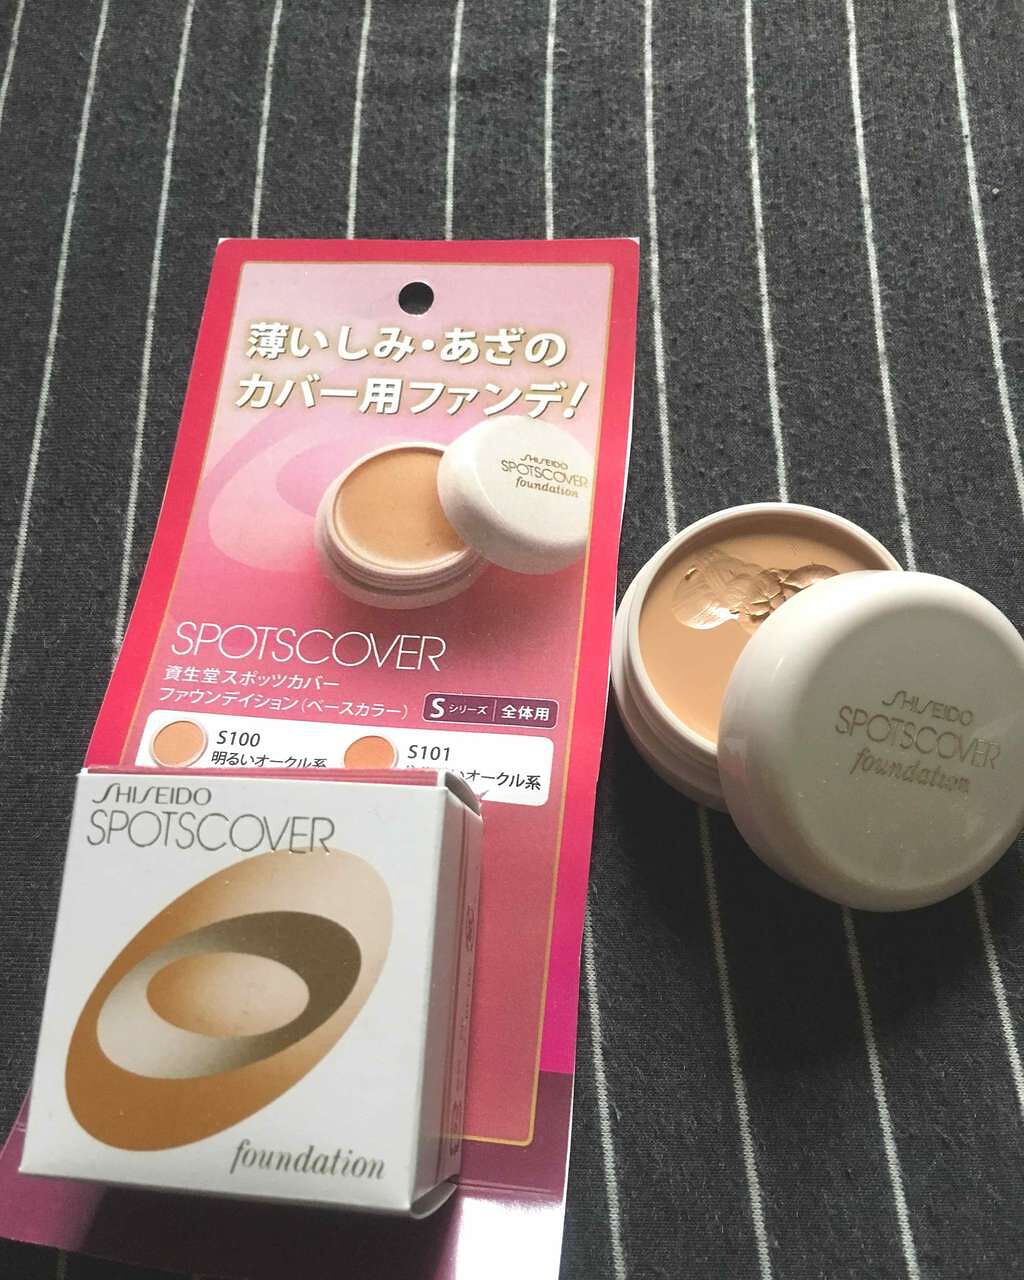 薄いしみ・あざの
カバー用ファンデ!
SHISEIDO
SPOTSCOVER
foundation
SPOTSCOVER
資生堂スポッツカバー
ファウンデイション(ベースカラー)
Sシリーズ 全体用
S100
明るいオークル系
S101
いオークル系
SHISEIDO
SPOTSCOVER
foundation
SHISEIDO
SPOTSCOVER
foundation